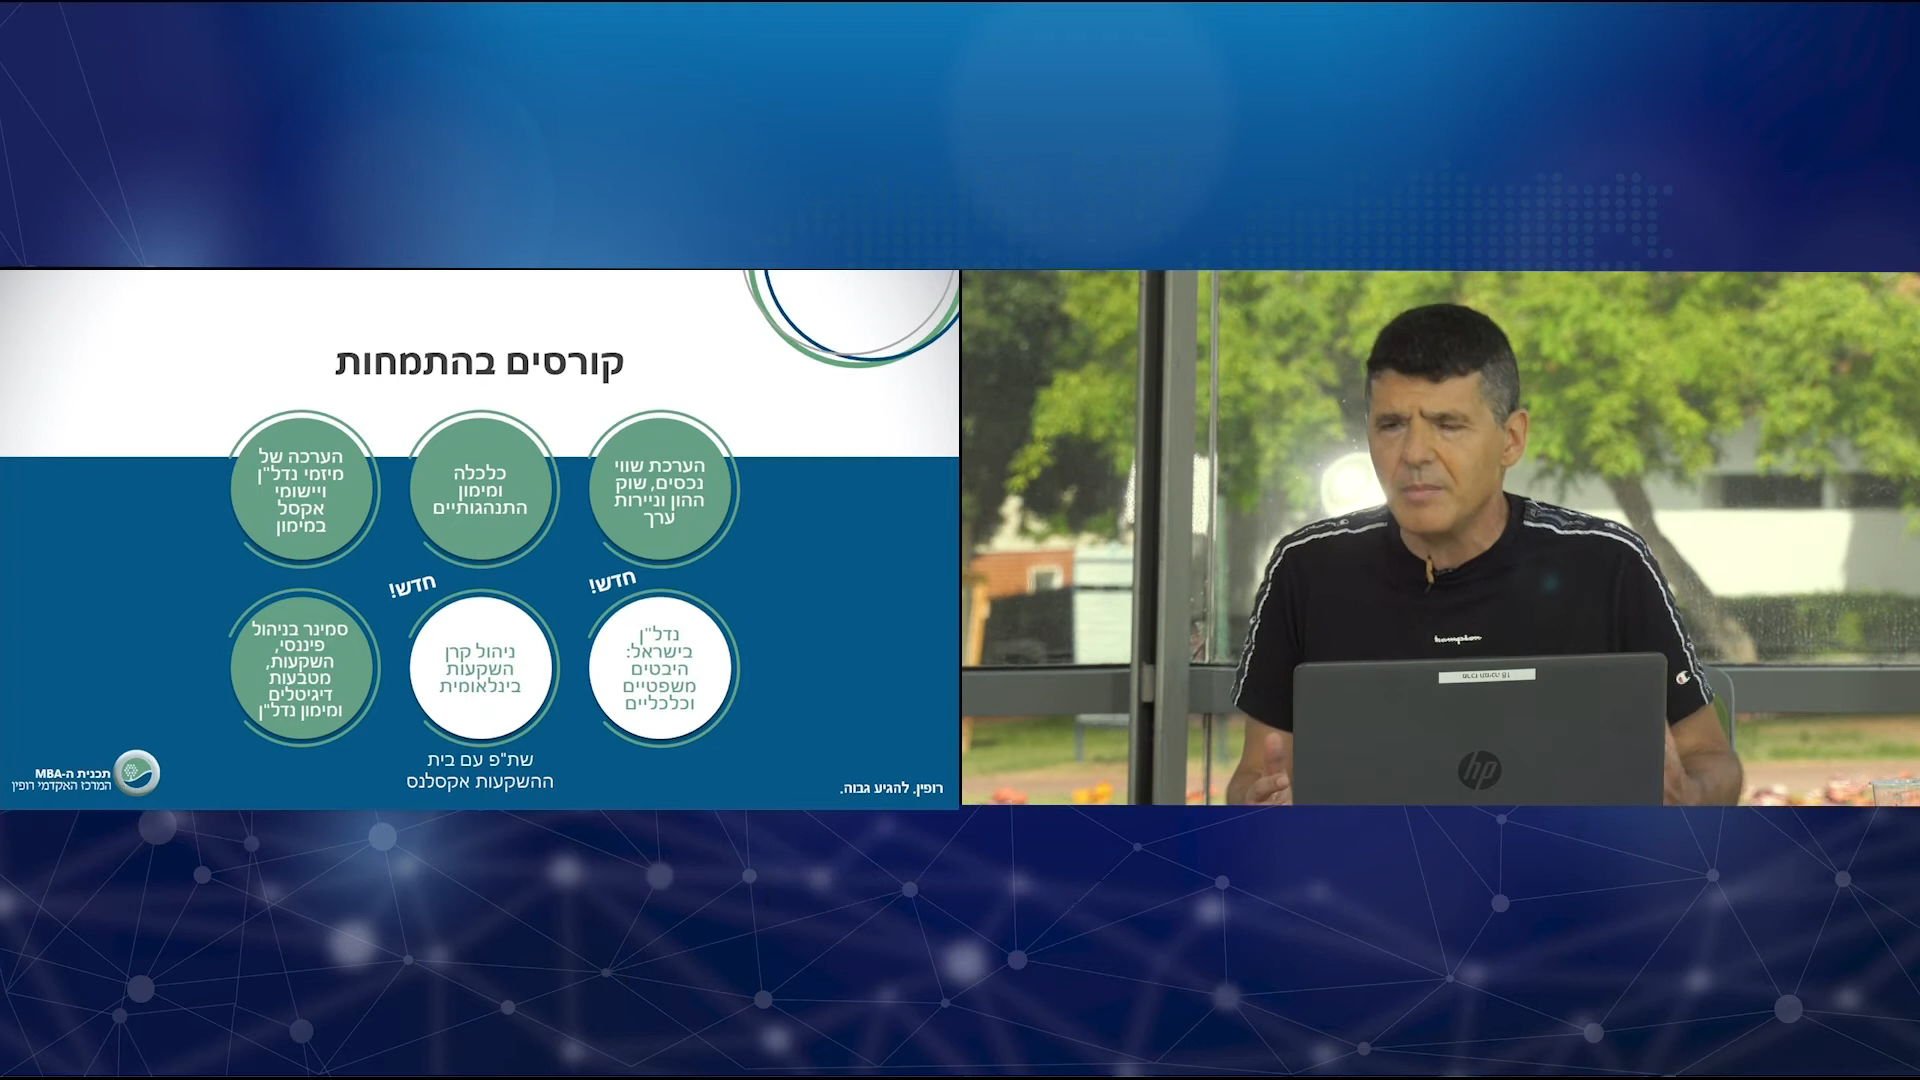 קורסים בהתמחות
הערכת שווי
נכסים, שוק
ההון וניירות
ערך
כלכלה
ומימון
התנהגותיים
הערכה של
מיזמי נדל"ן
ויישומי
אקסל
במימון
חדש!
נדל"ן
בישראל:
היבטים
משפטיים
וכלכליים
חדש!
ניהול קרן
השקעות
בינלאומית
שת"פ עם בית
ההשקעות אקסלנס
סמינר בניהול
פיננסי,
השקעות,
מטבעות
דיגיטלים
ומימון נדל"ן
רופין. להגיע גבוה.
תכנית ה-MBA
המרכז האקדמי רופין
hp